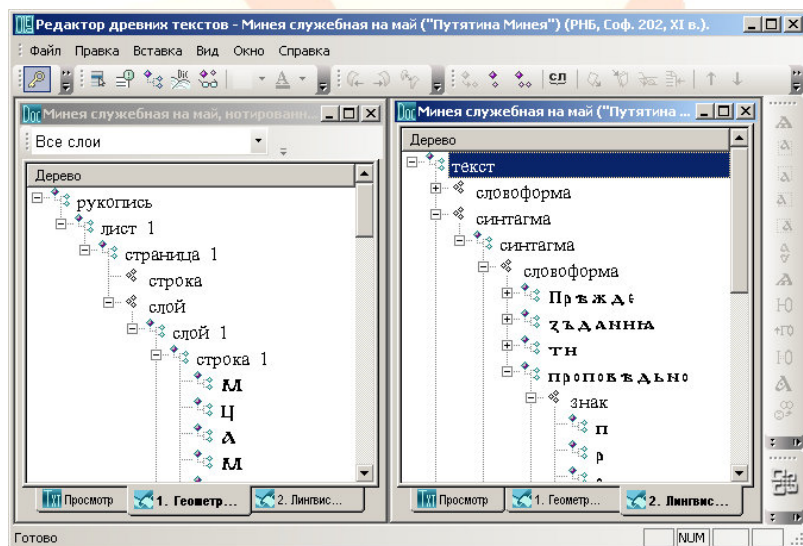 Редактор древних текстов - Минея служебная на май ("Путятина Минея") (РНБ, Соф. 202, XI в.).
Файл Правка Вставка Вид Окно Справка
Минея служебная на май, нотированн...
Все слои
Дерево
рукопись
лист 1
страница 1
строка
слой
слой 1
строка 1
м
ц
а
м
Просмотр 1. Геометр... 2. Лингвис...
Минея служебная на май ("Путятина ...
Дерево
текст
словоформа
синтагма
синтагма
словоформа
Прѣжде
ꙁъданиꙗ
ти
проповѣдьно
знак
п
р
Просмотр 1. Геометр... 2. Лингвис...
Готово
NUM